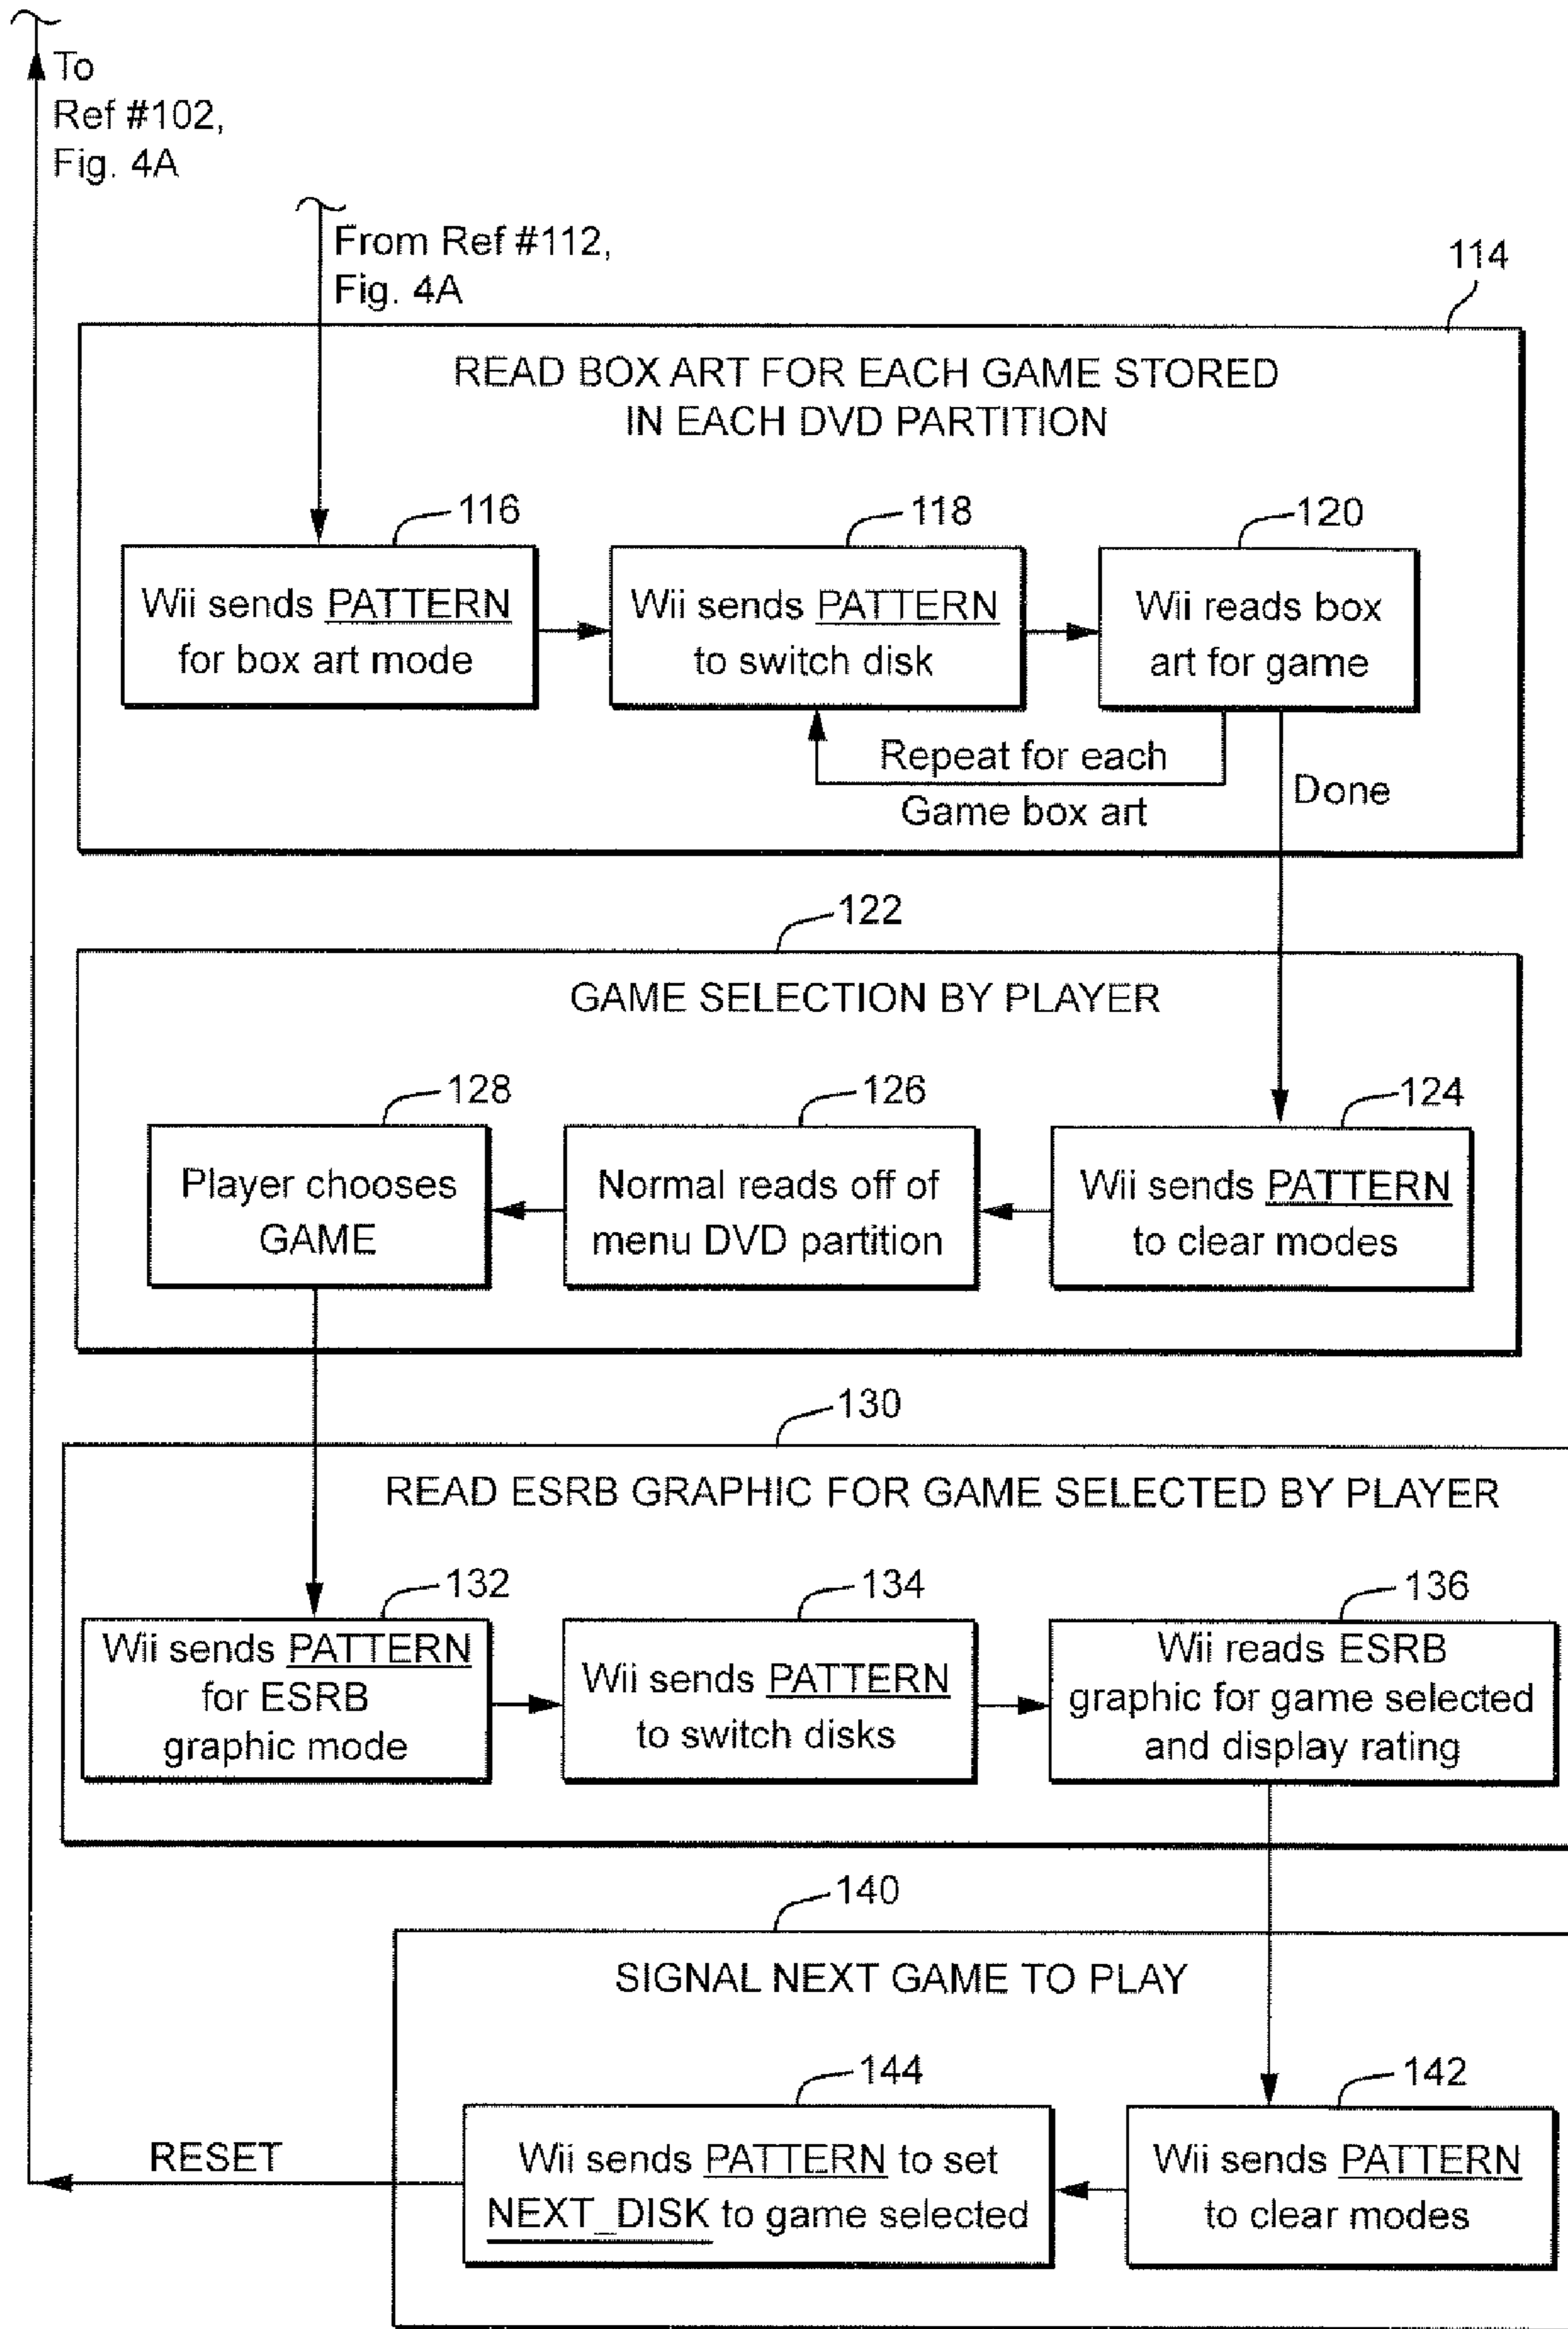 To
Ref #102,
Fig. 4A
From Ref #112,
Fig. 4A
114
READ BOX ART FOR EACH GAME STORED
IN EACH DVD PARTITION
116
118
120
Wii sends PATTERN
for box art mode
Wii sends PATTERN
to switch disk
Wii reads box
art for game
Repeat for each
Game box art
Done
122
GAME SELECTION BY PLAYER
128
126
124
Player chooses
GAME
Normal reads off of
menu DVD partition
Wii sends PATTERN
to clear modes
130
READ ESRB GRAPHIC FOR GAME SELECTED BY PLAYER
132
134
136
Wii sends PATTERN
for ESRB
graphic mode
Wii sends PATTERN
to switch disks
Wii reads ESRB
graphic for game selected
and display rating
140
SIGNAL NEXT GAME TO PLAY
144
142
RESET
Wii sends PATTERN to set
NEXT_DISK to game selected
Wii sends PATTERN
to clear modes